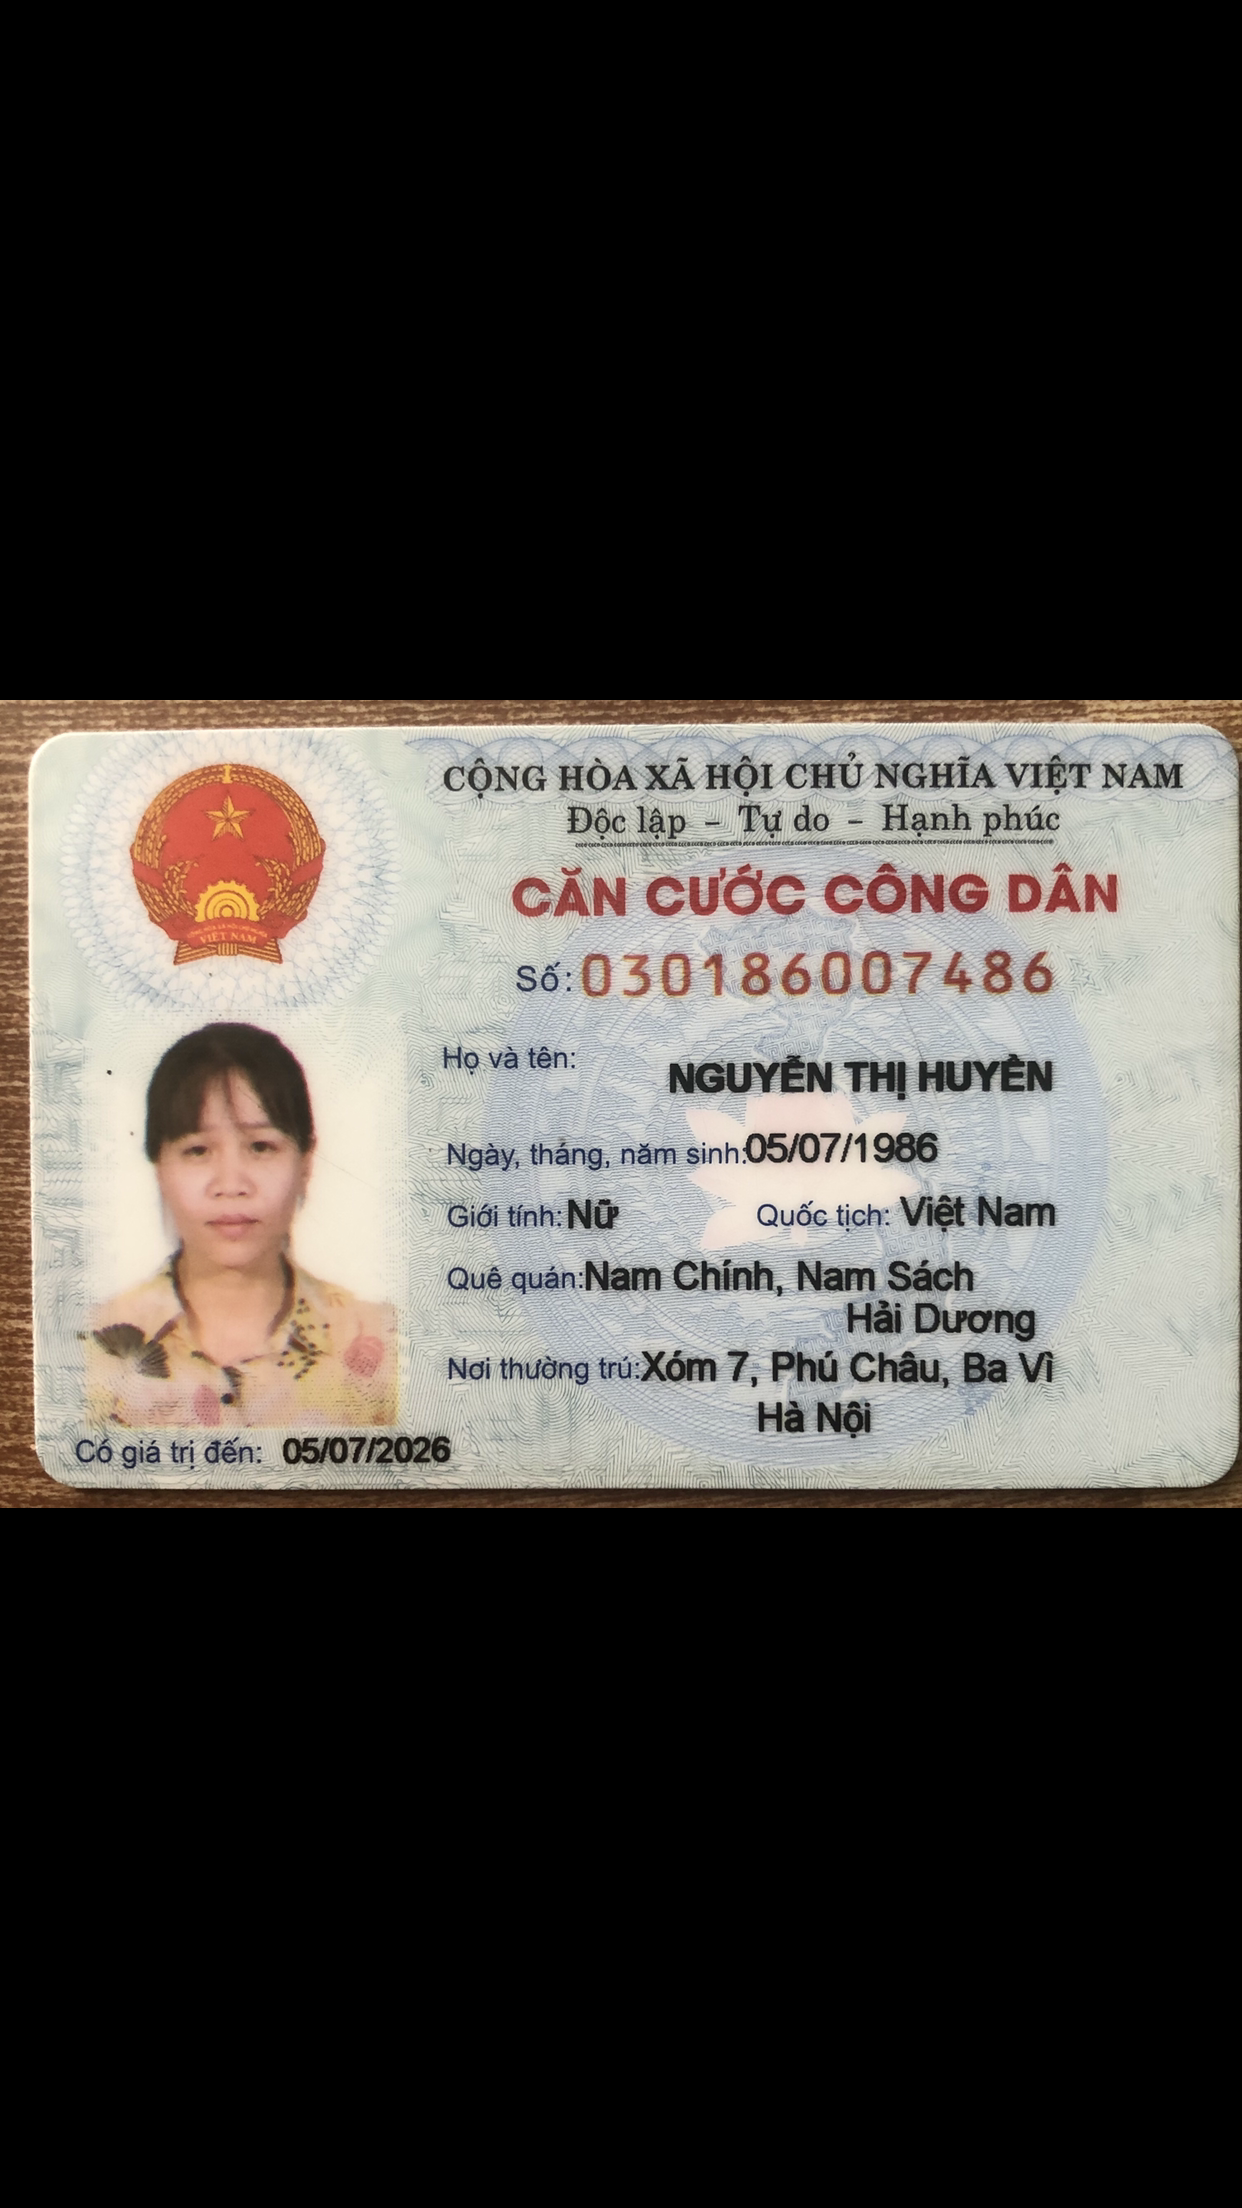 CỘNG HÒA XÃ HỘI CHỦ NGHĨA VIỆT NAM
Độc lập – Tự do – Hạnh phúc
CĂN CƯỚC CÔNG DÂN
Số: 030186007486
Họ và tên:
NGUYỄN THỊ HUYỀN
Ngày, tháng, năm sinh: 05/07/1986
Giới tính: Nữ Quốc tịch: Việt Nam
Quê quán: Nam Chính, Nam Sách
Hải Dương
Nơi thường trú: Xóm 7, Phú Châu, Ba Vì
Hà Nội
Có giá trị đến: 05/07/2026
VIỆT NAM